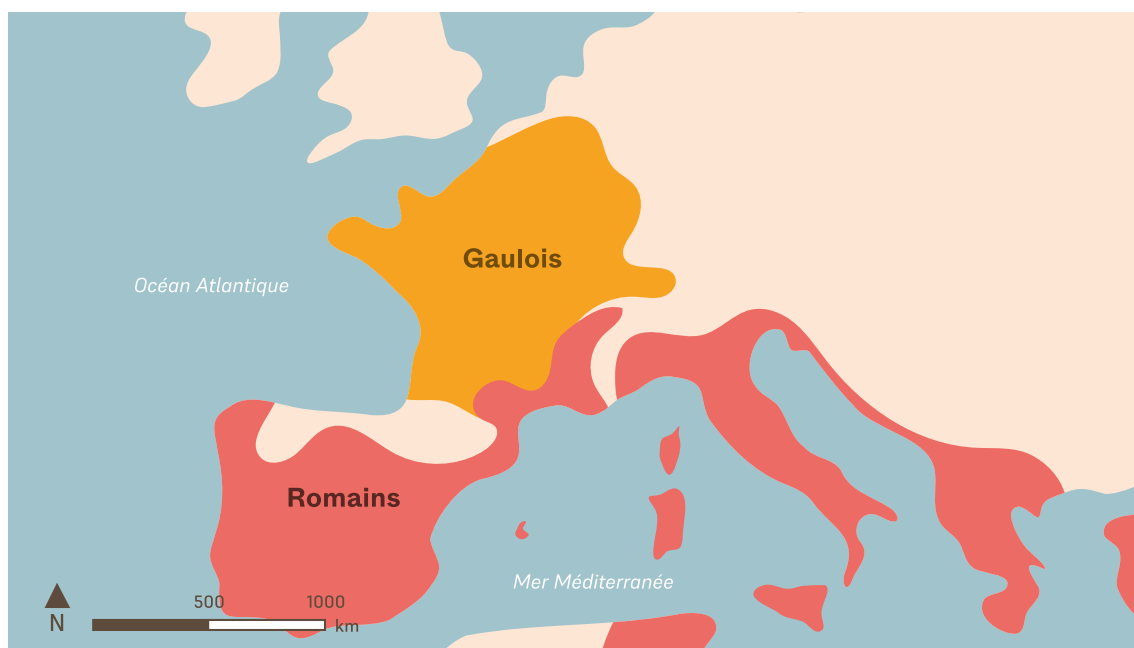 Gaulois
Océan Atlantique
Romains
Mer Méditerranée
500 1000
N km